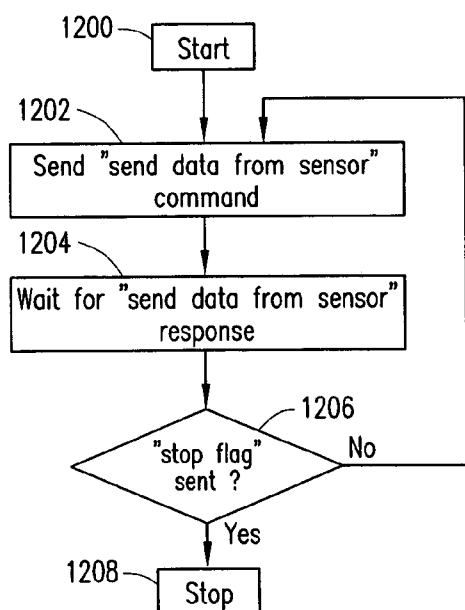 1200
Start
1202
Send "send data from sensor"
command
1204
Wait for "send data from sensor"
response
1206
"stop flag"
sent ?
No
Yes
1208
Stop